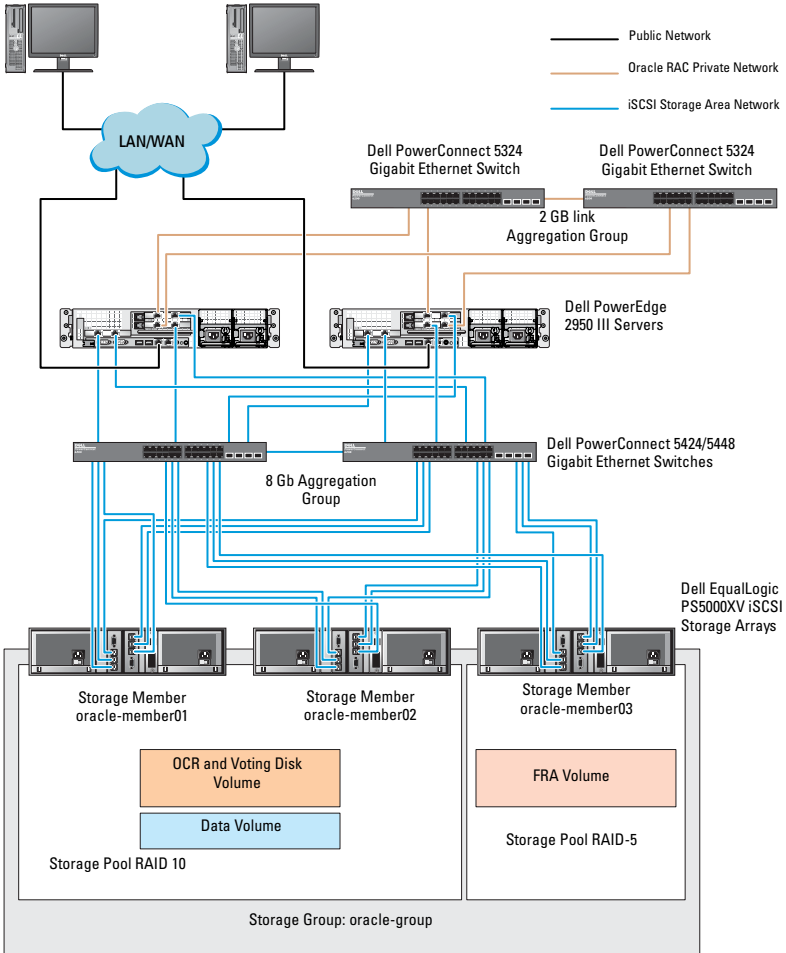 Public Network
Oracle RAC Private Network
iSCSI Storage Area Network
LAN/WAN
Dell PowerConnect 5324
Gigabit Ethernet Switch
Dell PowerConnect 5324
Gigabit Ethernet Switch
2 GB link
Aggregation Group
Dell PowerEdge
2950 III Servers
Dell PowerConnect 5424/5448
Gigabit Ethernet Switches
8 Gb Aggregation
Group
Dell EqualLogic
PS5000XV iSCSI
Storage Arrays
Storage Member
oracle-member01
Storage Member
oracle-member02
Storage Member
oracle-member03
OCR and Voting Disk
Volume
Data Volume
FRA Volume
Storage Pool RAID 10
Storage Pool RAID-5
Storage Group: oracle-group